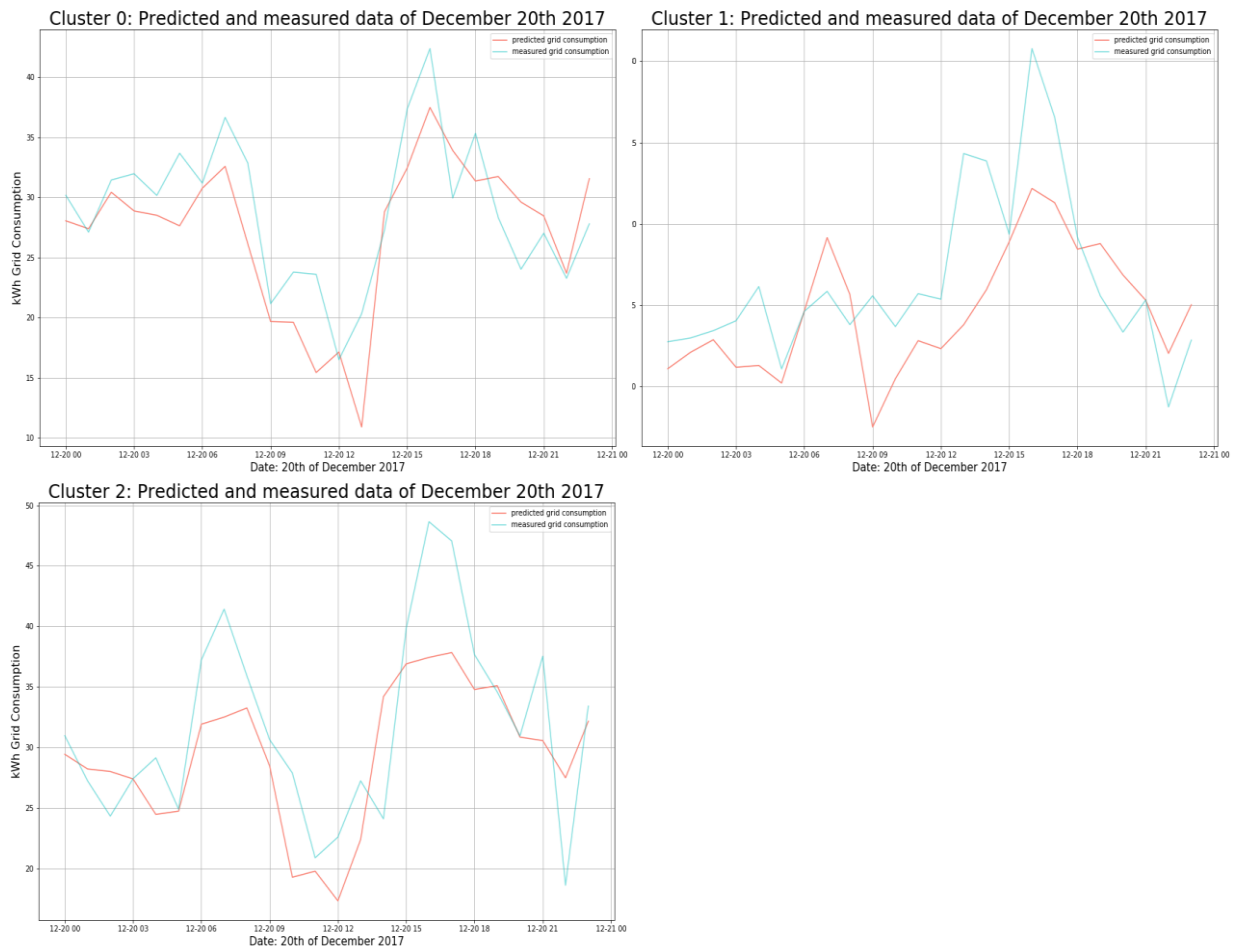 Cluster 0: Predicted and measured data of December 20th 2017
predicted grid consumption
measured grid consumption
kWh Grid Consumption
40
35
30
25
20
15
10
12-20 00 12-20 03 12-20 06 12-20 09 12-20 12 12-20 15 12-20 18 12-20 21 12-21 00
Date: 20th of December 2017
Cluster 1: Predicted and measured data of December 20th 2017
predicted grid consumption
measured grid consumption
0
5
0
5
0
12-20 00 12-20 03 12-20 06 12-20 09 12-20 12 12-20 15 12-20 18 12-20 21 12-21 00
Date: 20th of December 2017
Cluster 2: Predicted and measured data of December 20th 2017
predicted grid consumption
measured grid consumption
kWh Grid Consumption
50
45
40
35
30
25
20
12-20 00 12-20 03 12-20 06 12-20 09 12-20 12 12-20 15 12-20 18 12-20 21 12-21 00
Date: 20th of December 2017